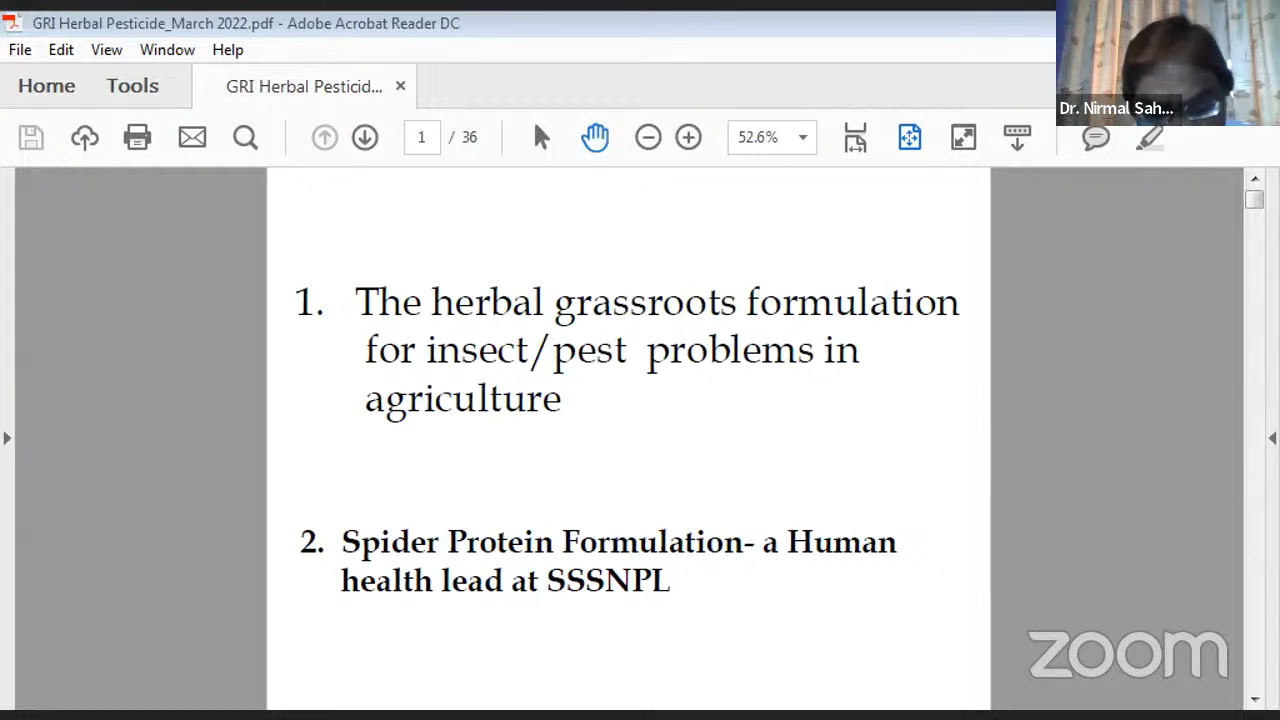 GRI Herbal Pesticide_March 2022.pdf - Adobe Acrobat Reader DC
File Edit View Window Help
Home Tools GRI Herbal Pesticid... ×
1 / 36 52.6%
Dr. Nirmal Sah...
1. The herbal grassroots formulation
for insect/pest problems in
agriculture
2. Spider Protein Formulation- a Human
health lead at SSSNPL
zoom